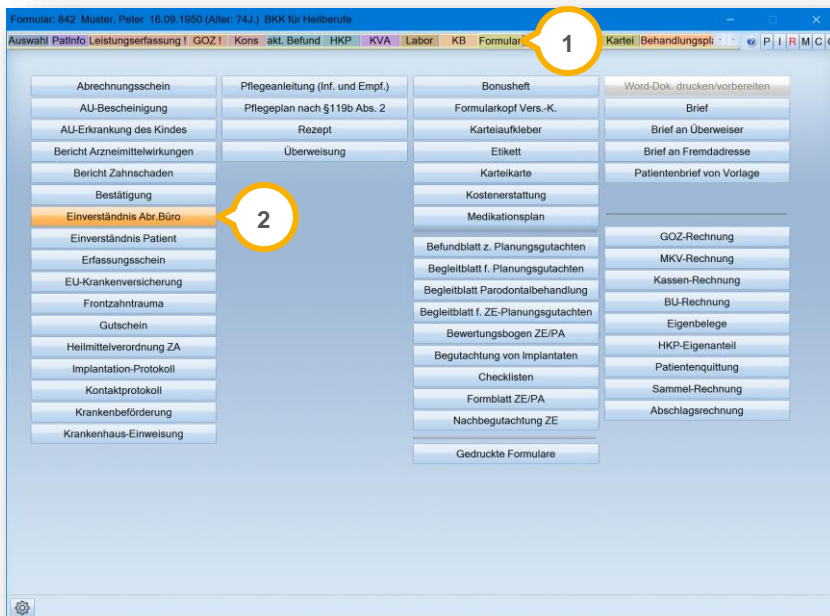 Formular: 842 Muster, Peter 16.09.1950 (Alter: 74J.) BKK für Heilberufe
Auswahl PatInfo Leistungserfassung ! GOZ ! Kons akt. Befund HKP KVA Labor KB Formular Kartei Behandlungspl P I R M C
1
Abrechnungsschein
AU-Bescheinigung
AU-Erkrankung des Kindes
Bericht Arzneimittelwirkungen
Bericht Zahnschaden
Bestätigung
Einverständnis Abr.Büro
2
Einverständnis Patient
Erfassungsschein
EU-Krankenversicherung
Frontzahntrauma
Gutschein
Heilmittelverordnung ZA
Implantation-Protokoll
Kontaktprotokoll
Krankenbeförderung
Krankenhaus-Einweisung
Pflegeanleitung (Inf. und Empf.)
Pflegeplan nach §119b Abs. 2
Rezept
Überweisung
Bonusheft
Formularkopf Vers.-K.
Karteiaufkleber
Etikett
Karteikarte
Kostenerstattung
Medikationsplan
Befundblatt z. Planungsgutachten
Begleitblatt f. Planungsgutachten
Begleitblatt Parodontalbehandlung
Begleitblatt f. ZE-Planungsgutachten
Bewertungsbogen ZE/PA
Begutachtung von Implantaten
Checklisten
Formblatt ZE/PA
Nachbegutachtung ZE
Gedruckte Formulare
Word-Dok. drucken/vorbereiten
Brief
Brief an Überweiser
Brief an Fremdadresse
Patientenbrief von Vorlage
GOZ-Rechnung
MKV-Rechnung
Kassen-Rechnung
BU-Rechnung
Eigenbelege
HKP-Eigenanteil
Patientenquittung
Sammel-Rechnung
Abschlagsrechnung